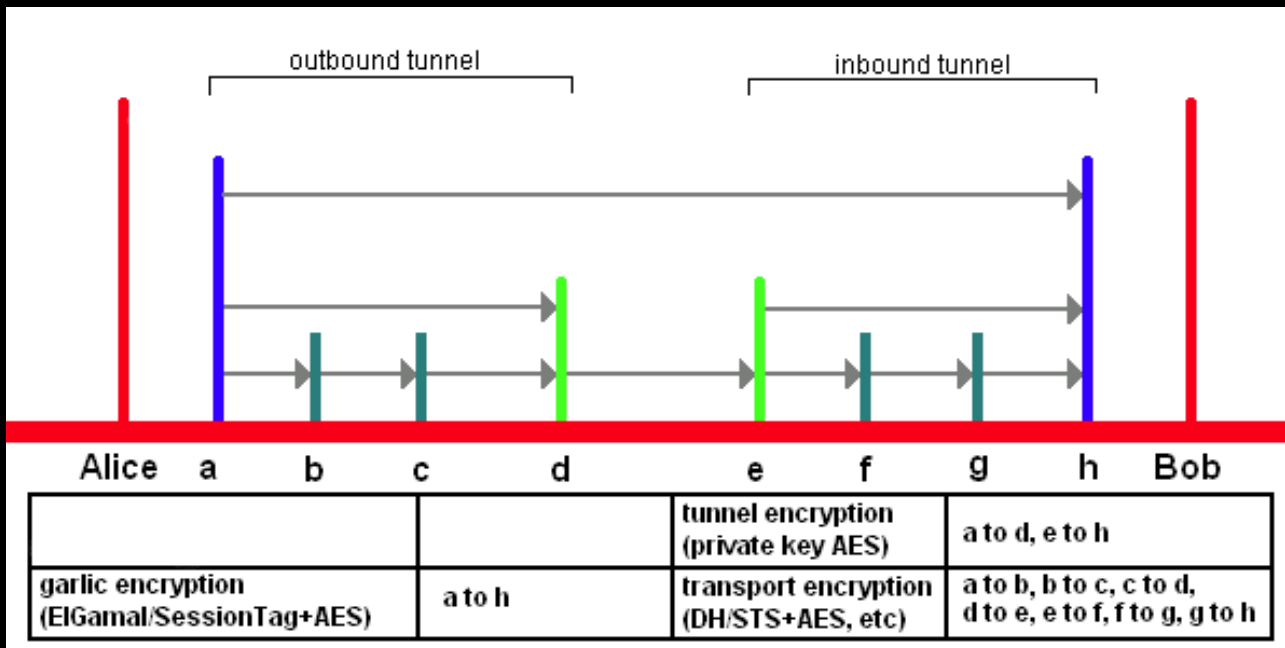 outbound tunnel
inbound tunnel
Alice a b c d e f g h Bob
tunnel encryption
(private key AES)
a to d, e to h
garlic encryption
(ElGamal/SessionTag+AES)
a to h
transport encryption
(DH/STS+AES, etc)
a to b, b to c, c to d,
d to e, e to f, f to g, g to h